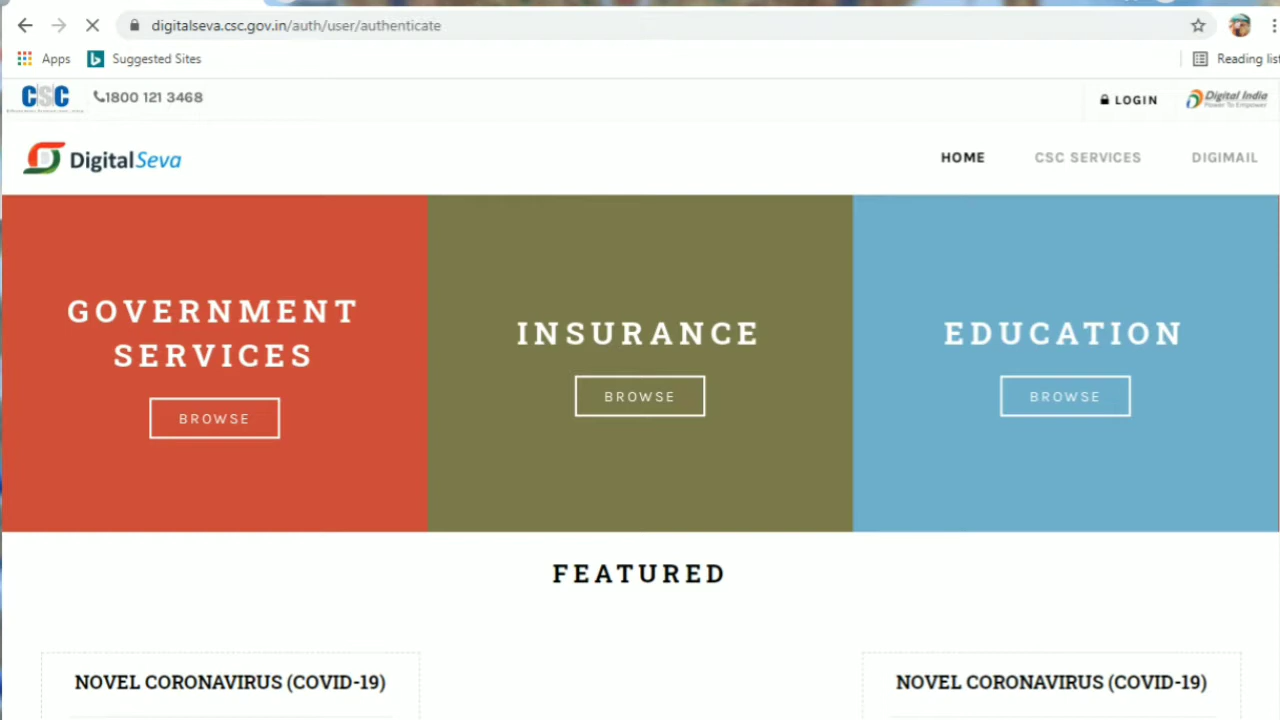 digitalseva.csc.gov.in/auth/user/authenticate
Apps Suggested Sites Reading list
CSC 1800 121 3468 LOGIN Digital India
Power To Empower
DigitalSeva HOME CSC SERVICES DIGIMAIL
GOVERNMENT
SERVICES
BROWSE
INSURANCE
BROWSE
EDUCATION
BROWSE
FEATURED
NOVEL CORONAVIRUS (COVID-19) NOVEL CORONAVIRUS (COVID-19)